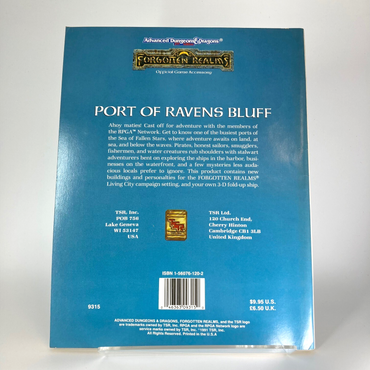 Advanced Dungeons & Dragons®
FORGOTTEN REALMS
Official Game Accessory
PORT OF RAVENS BLUFF
Ahoy maties! Cast off for adventure with the members of
the RPGA™ Network. Get to know one of the busiest ports of
the Sea of Fallen Stars, where adventure awaits on land, at
sea, and below the waves. Pirates, honest sailors, smugglers,
fishermen, and water creatures rub shoulders with stalwart
adventurers bent on exploring the ships in the harbor, busi-
nesses on the waterfront, and a few mysteries less auda-
cious locals prefer to ignore. This product contains new
buildings and personalities for the FORGOTTEN REALMS®
Living City campaign setting, and your own 3-D fold-up ship.
TSR, Inc.
POB 756
Lake Geneva
WI 53147
USA
TSR Ltd.
120 Church End,
Cherry Hinton
Cambridge CB1 3LB
United Kingdom
ISBN 1-56076-120-2
$9.95 U.S.
£6.50 U.K.
9315
ADVANCED DUNGEONS & DRAGONS, FORGOTTEN REALMS, and the TSR logo
are trademarks owned by TSR, Inc. RPGA and the RPGA Network logo are
service marks owned by TSR, Inc. ©1991 TSR, Inc.
All Rights Reserved. Printed in the U.S.A.